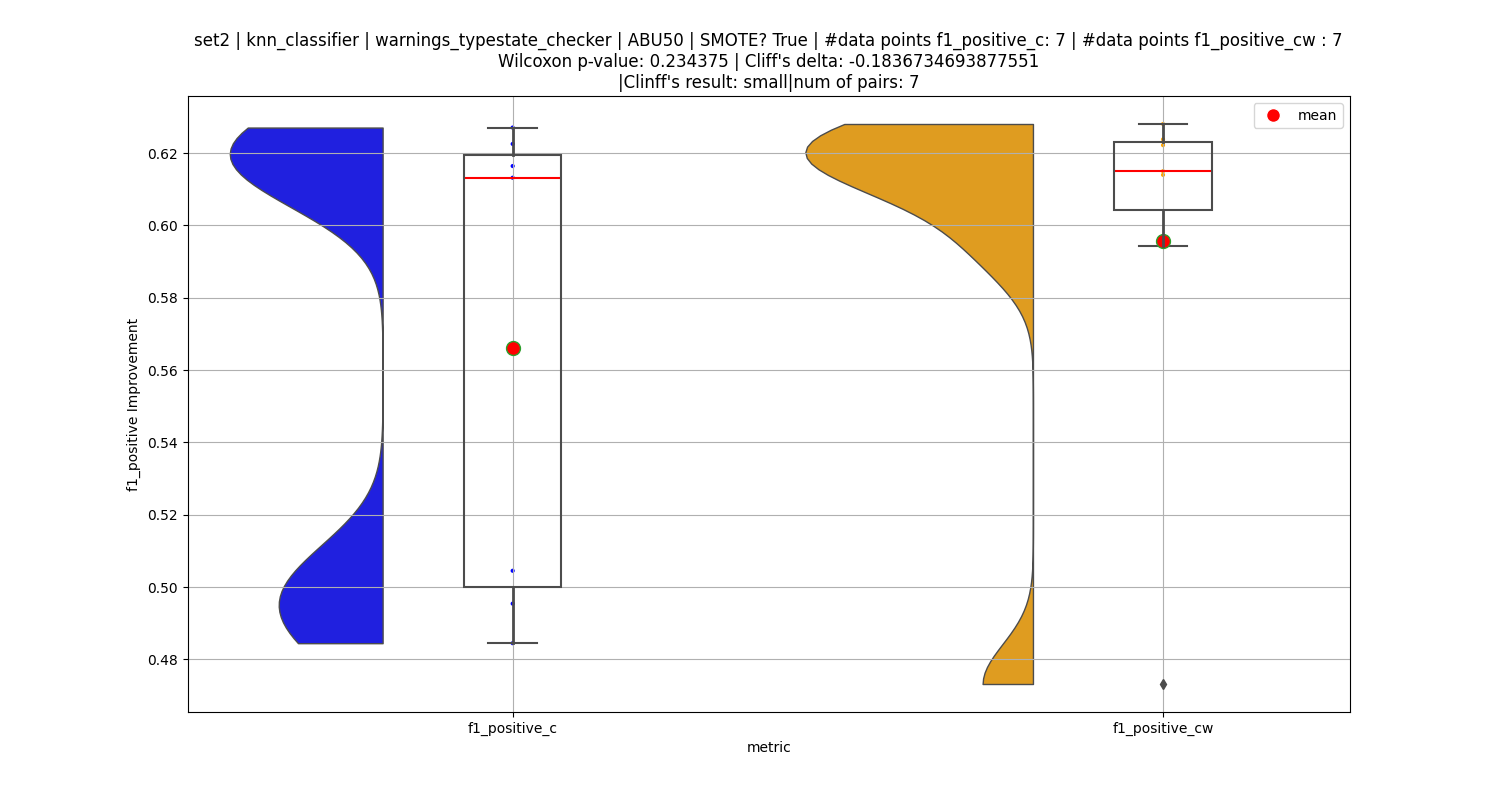 set2 | knn_classifier | warnings_typestate_checker | ABU50 | SMOTE? True | #data points f1_positive_c: 7 | #data points f1_positive_cw : 7
Wilcoxon p-value: 0.234375 | Cliff's delta: -0.1836734693877551
|Clinff's result: small|num of pairs: 7
mean
0.62
0.60
0.58
0.56
0.54
0.52
0.50
0.48
f1_positive Improvement
f1_positive_c
f1_positive_cw
metric